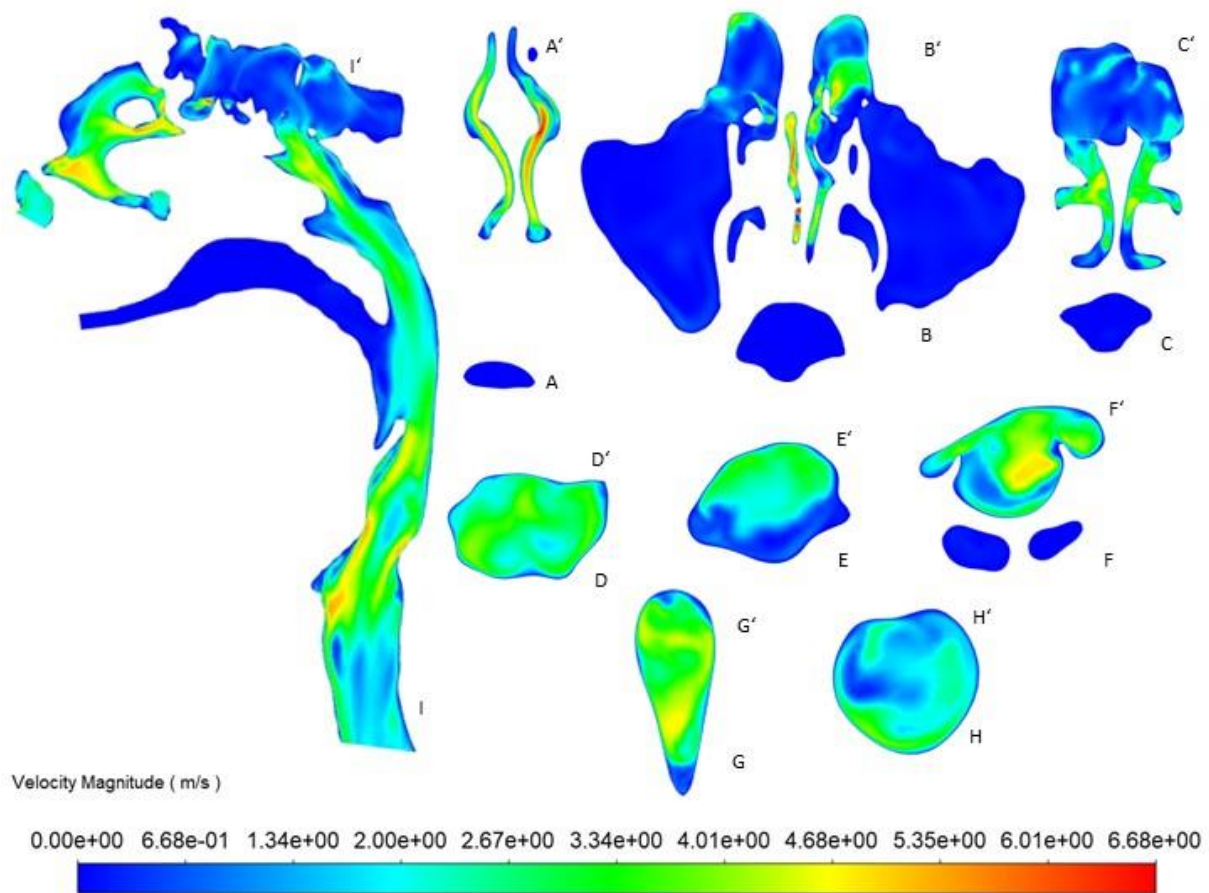 I‘
A‘
B‘
C‘
A
B
C
D‘
D
E‘
E
F‘
F
G‘
G
H‘
H
I
Velocity Magnitude ( m/s )
0.00e+00 6.68e-01 1.34e+00 2.00e+00 2.67e+00 3.34e+00 4.01e+00 4.68e+00 5.35e+00 6.01e+00 6.68e+00